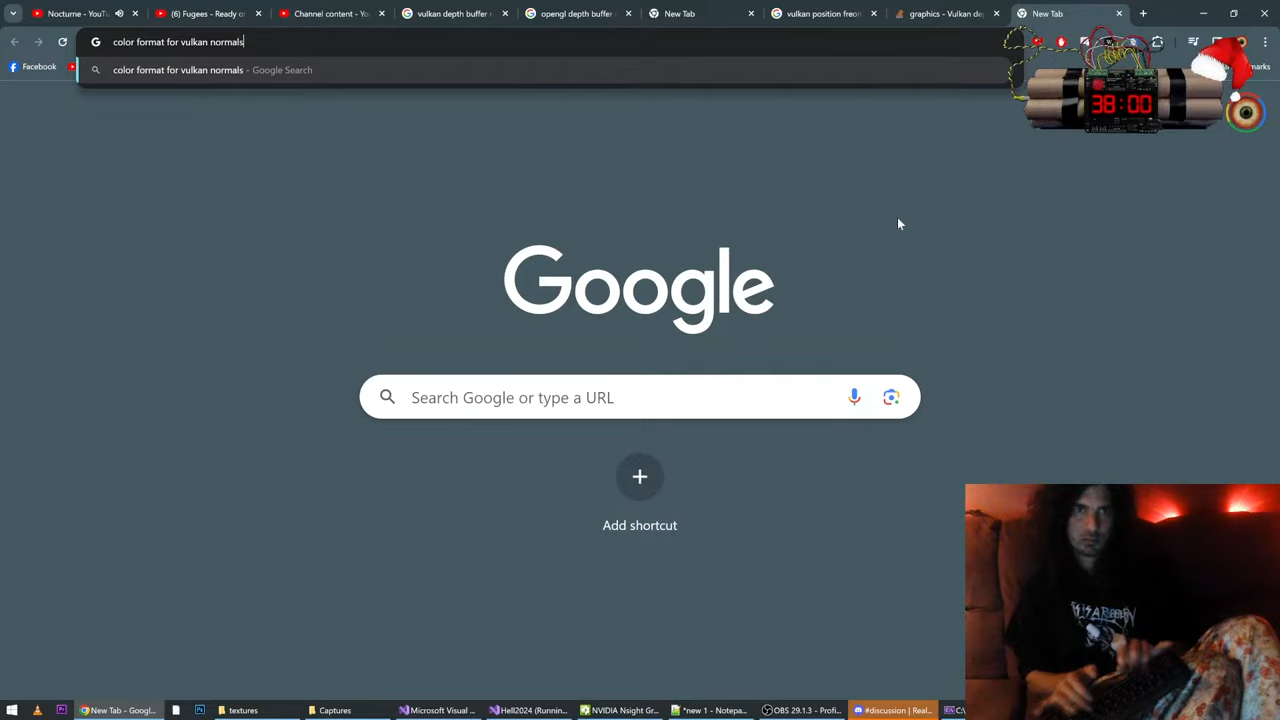 Nocturne - YouTube
(6) Fugees - Ready o
Channel content - Yo
vulkan depth buffer
opengl depth buffer
New Tab
vulkan position freom
graphics - Vulkan de
New Tab
color format for vulkan normals
Facebook
color format for vulkan normals - Google Search
38:00
Google
Search Google or type a URL
Add shortcut
New Tab - Googl...
textures
Captures
Microsoft Visual ...
Hell2024 (Runnin...
NVIDIA Nsight Gr...
*new 1 - Notepa...
OBS 29.1.3 - Profi...
#discussion | Real...